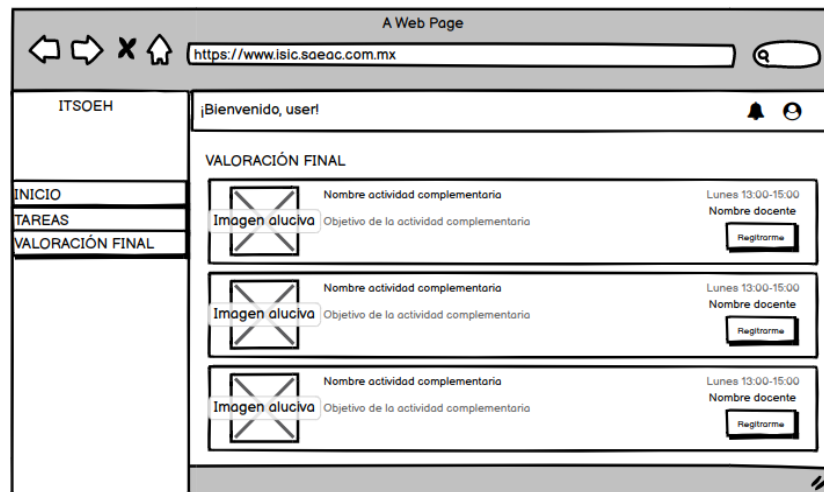 A Web Page
https://www.isic.saeac.com.mx
ITSOEH
¡Bienvenido, user!
VALORACIÓN FINAL
INICIO
TAREAS
VALORACIÓN FINAL
Imagen aluciva
Nombre actividad complementaria
Objetivo de la actividad complementaria
Lunes 13:00-15:00
Nombre docente
Regitrarme
Imagen aluciva
Nombre actividad complementaria
Objetivo de la actividad complementaria
Lunes 13:00-15:00
Nombre docente
Regitrarme
Imagen aluciva
Nombre actividad complementaria
Objetivo de la actividad complementaria
Lunes 13:00-15:00
Nombre docente
Regitrarme